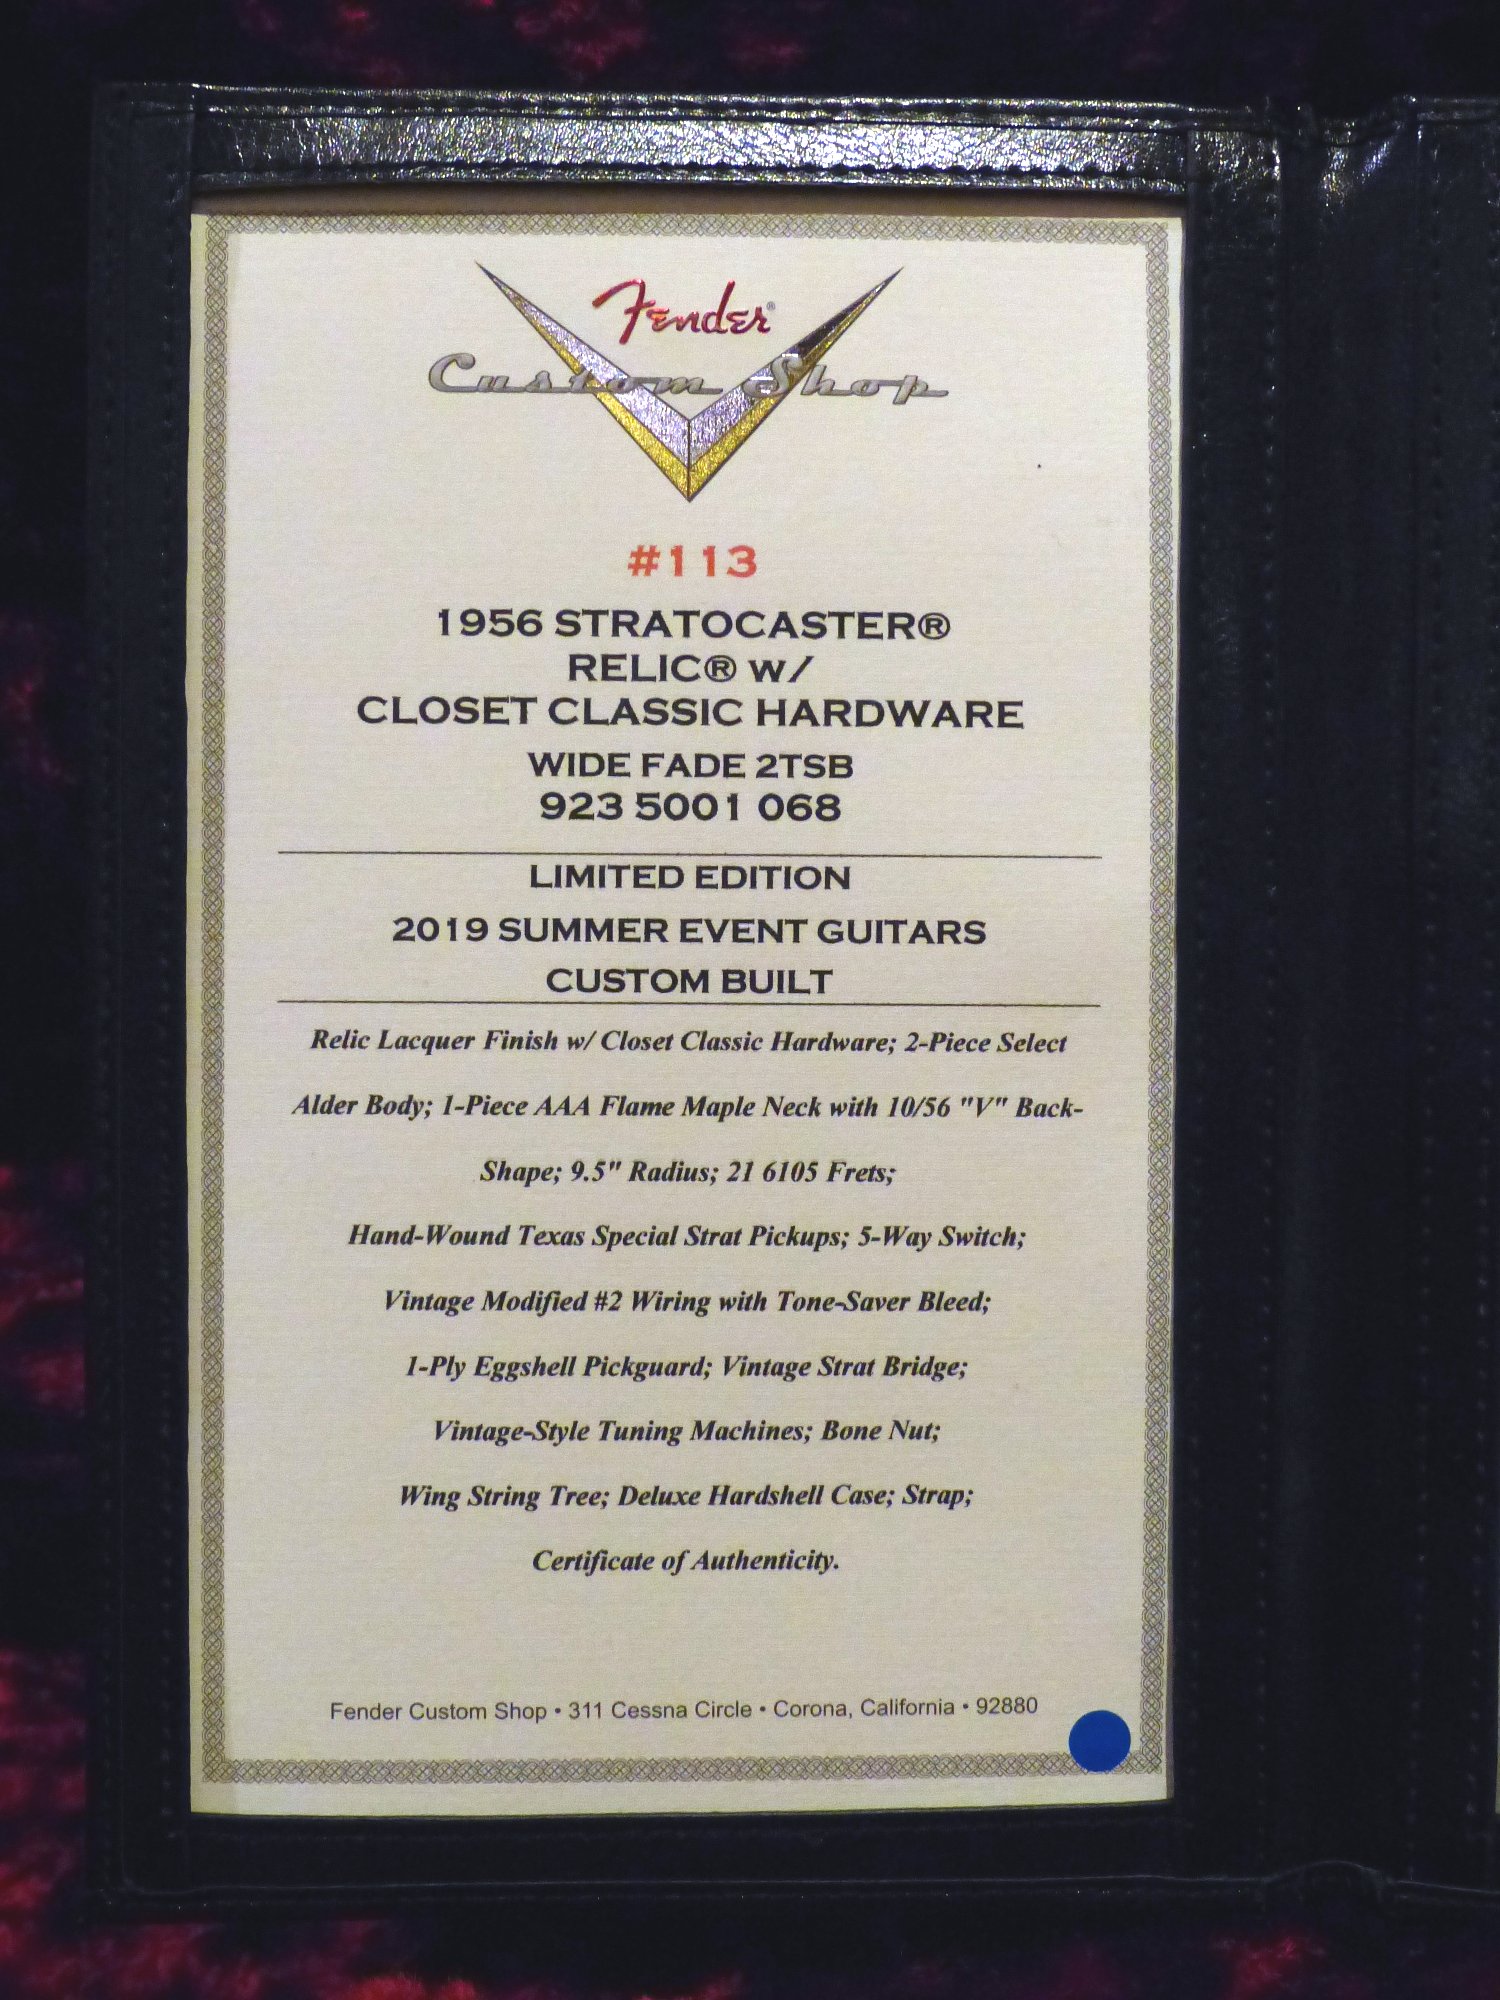 Fender®
Custom Shop
#113
1956 STRATOCASTER®
RELIC® W/
CLOSET CLASSIC HARDWARE
WIDE FADE 2TSB
923 5001 068
LIMITED EDITION
2019 SUMMER EVENT GUITARS
CUSTOM BUILT
Relic Lacquer Finish w/ Closet Classic Hardware; 2-Piece Select
Alder Body; 1-Piece AAA Flame Maple Neck with 10/56 "V" Back-
Shape; 9.5" Radius; 21 6105 Frets;
Hand-Wound Texas Special Strat Pickups; 5-Way Switch;
Vintage Modified #2 Wiring with Tone-Saver Bleed;
1-Ply Eggshell Pickguard; Vintage Strat Bridge;
Vintage-Style Tuning Machines; Bone Nut;
Wing String Tree; Deluxe Hardshell Case; Strap;
Certificate of Authenticity.
Fender Custom Shop • 311 Cessna Circle • Corona, California • 92880